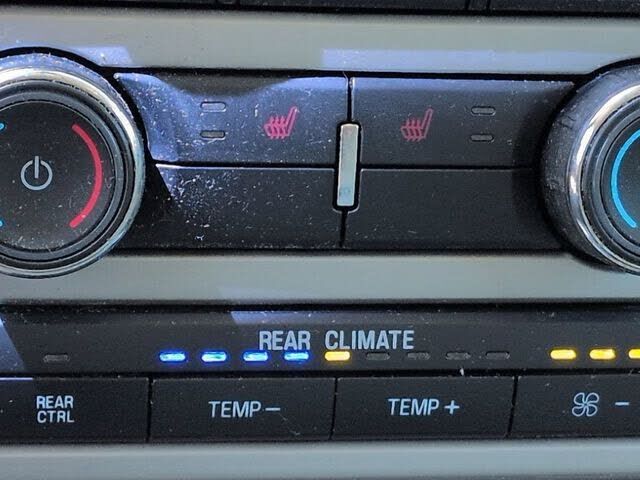 REAR CLIMATE
REAR
CTRL
TEMP-
TEMP+
-